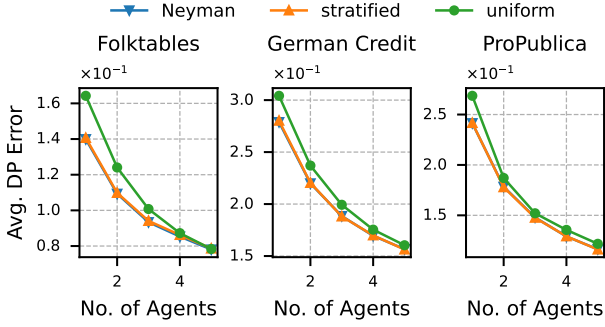 Neyman stratified uniform
Folktables German Credit ProPublica
×10⁻¹ ×10⁻¹ ×10⁻¹
Avg. DP Error
1.6
1.4
1.2
1.0
0.8
3.0
2.5
2.0
1.5
2.5
2.0
1.5
2 4 2 4 2 4
No. of Agents No. of Agents No. of Agents